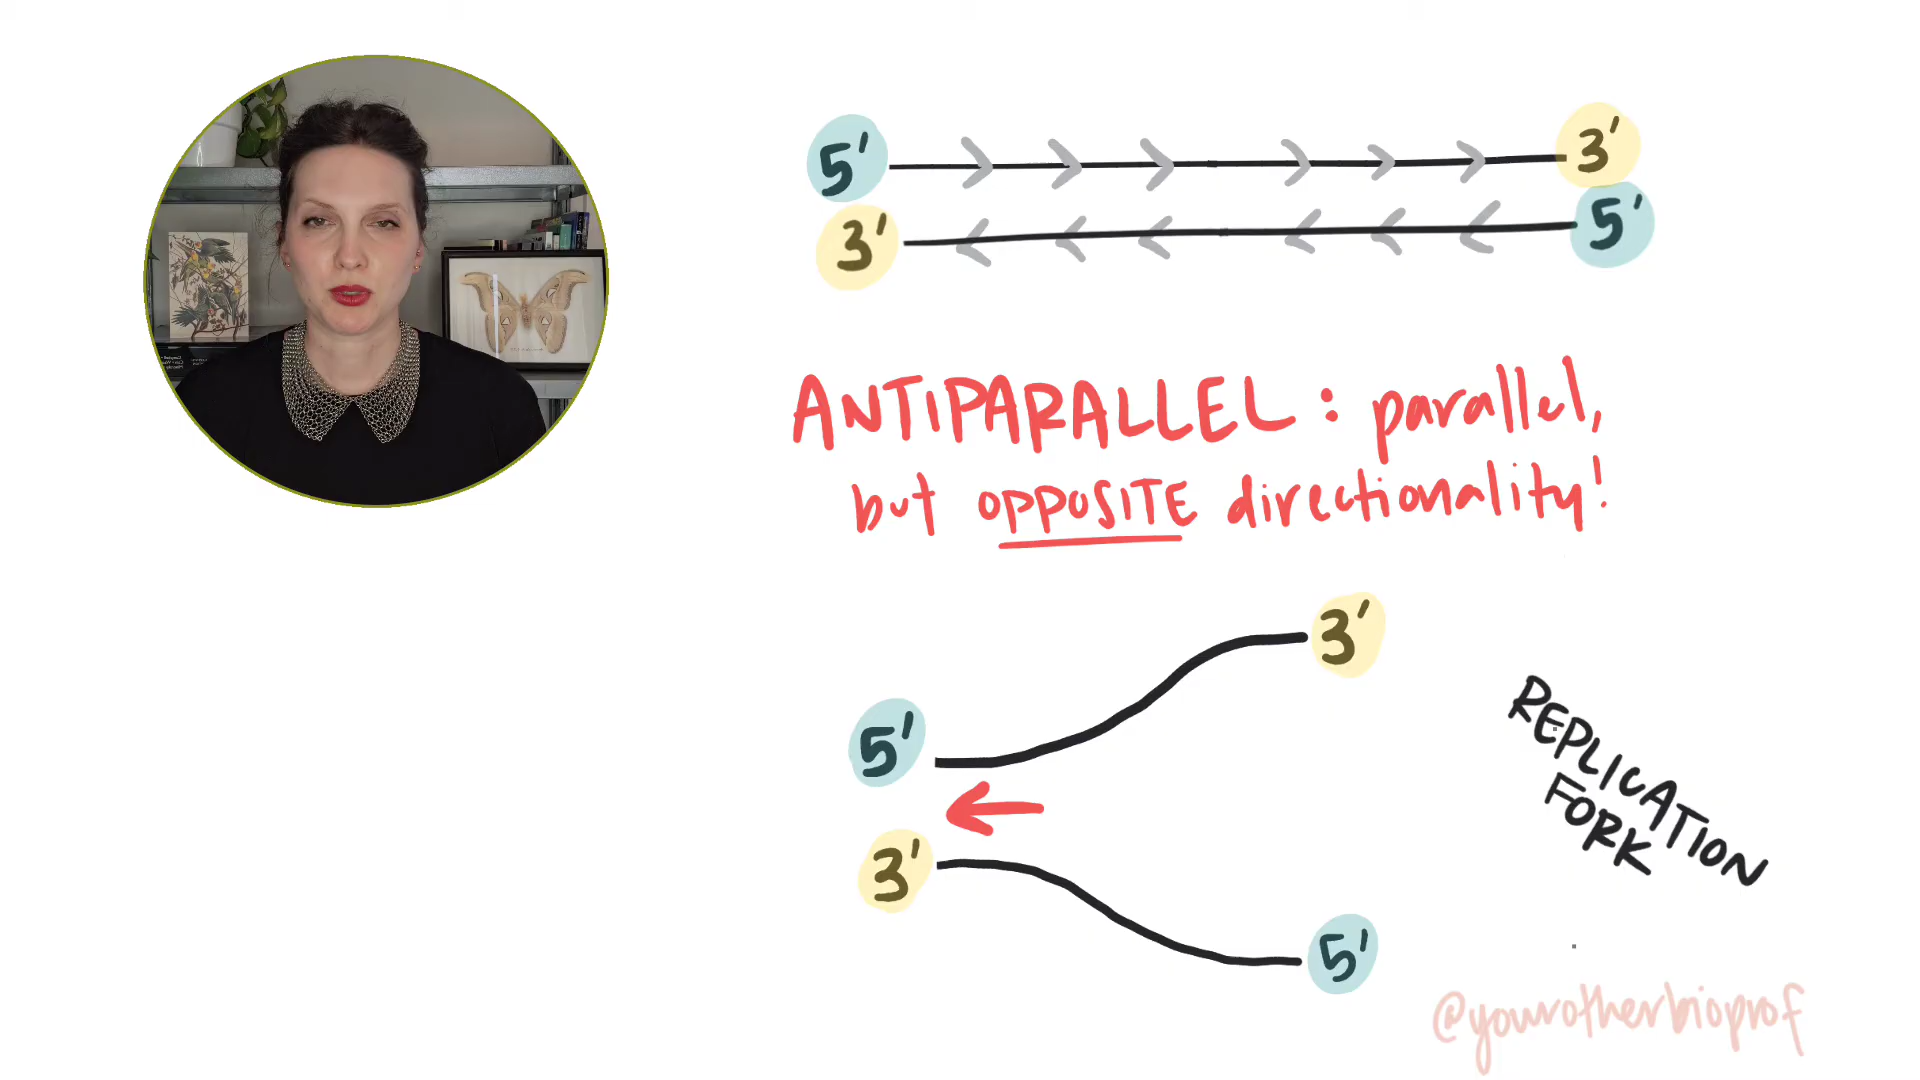 5' 3'
3' 5'
ANTIPARALLEL: parallel,
but OPPOSITE directionality!
3'
5'
3'
5'
REPLICATION
FORK
@yourotherbioprof